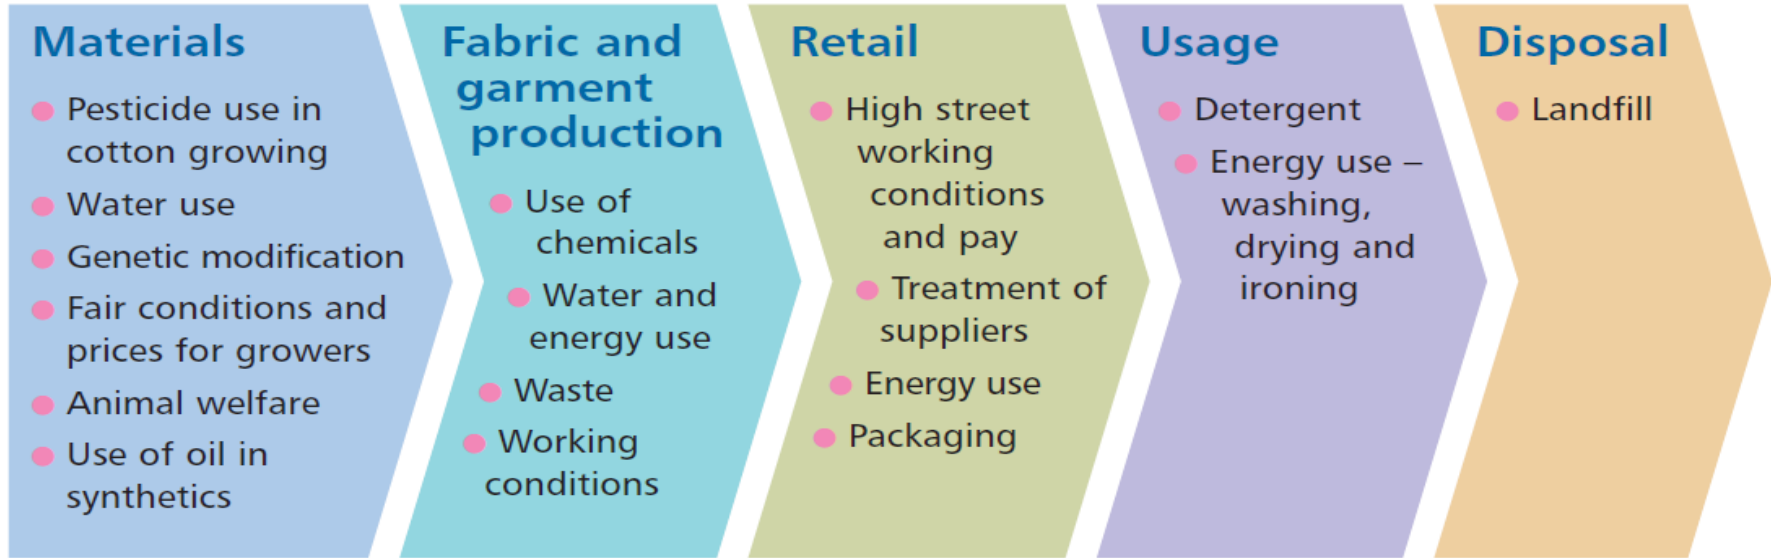 Materials
● Pesticide use in
cotton growing
● Water use
● Genetic modification
● Fair conditions and
prices for growers
● Animal welfare
● Use of oil in
synthetics
Fabric and
garment
production
● Use of
chemicals
● Water and
energy use
● Waste
● Working
conditions
Retail
● High street
working
conditions
and pay
● Treatment of
suppliers
● Energy use
● Packaging
Usage
● Detergent
● Energy use –
washing,
drying and
ironing
Disposal
● Landfill